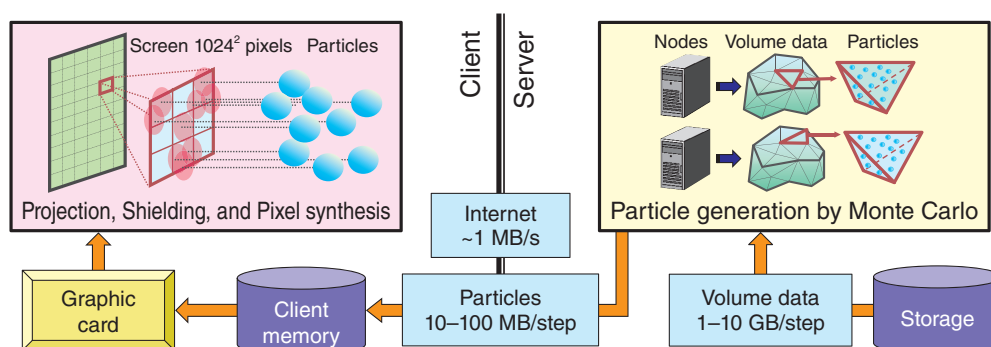 Screen 1024² pixels Particles
Projection, Shielding, and Pixel synthesis
Client
Server
Nodes Volume data Particles
Particle generation by Monte Carlo
Internet
~1 MB/s
Graphic
card
Client
memory
Particles
10–100 MB/step
Volume data
1–10 GB/step
Storage